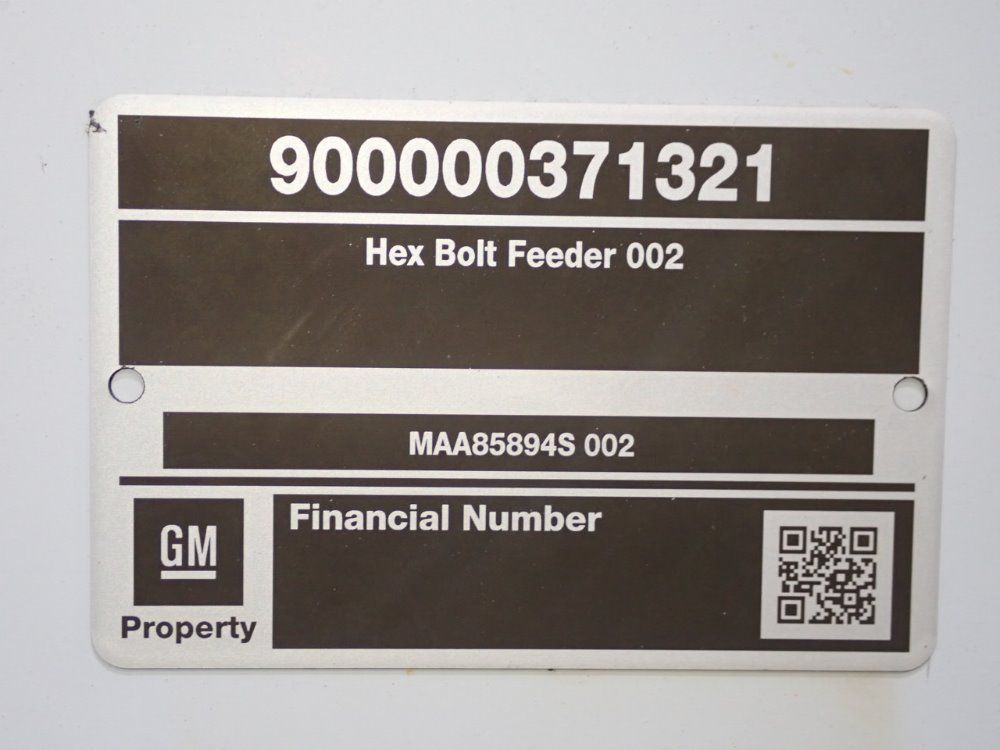 900000371321
Hex Bolt Feeder 002
MAA85894S 002
Financial Number
GM
Property